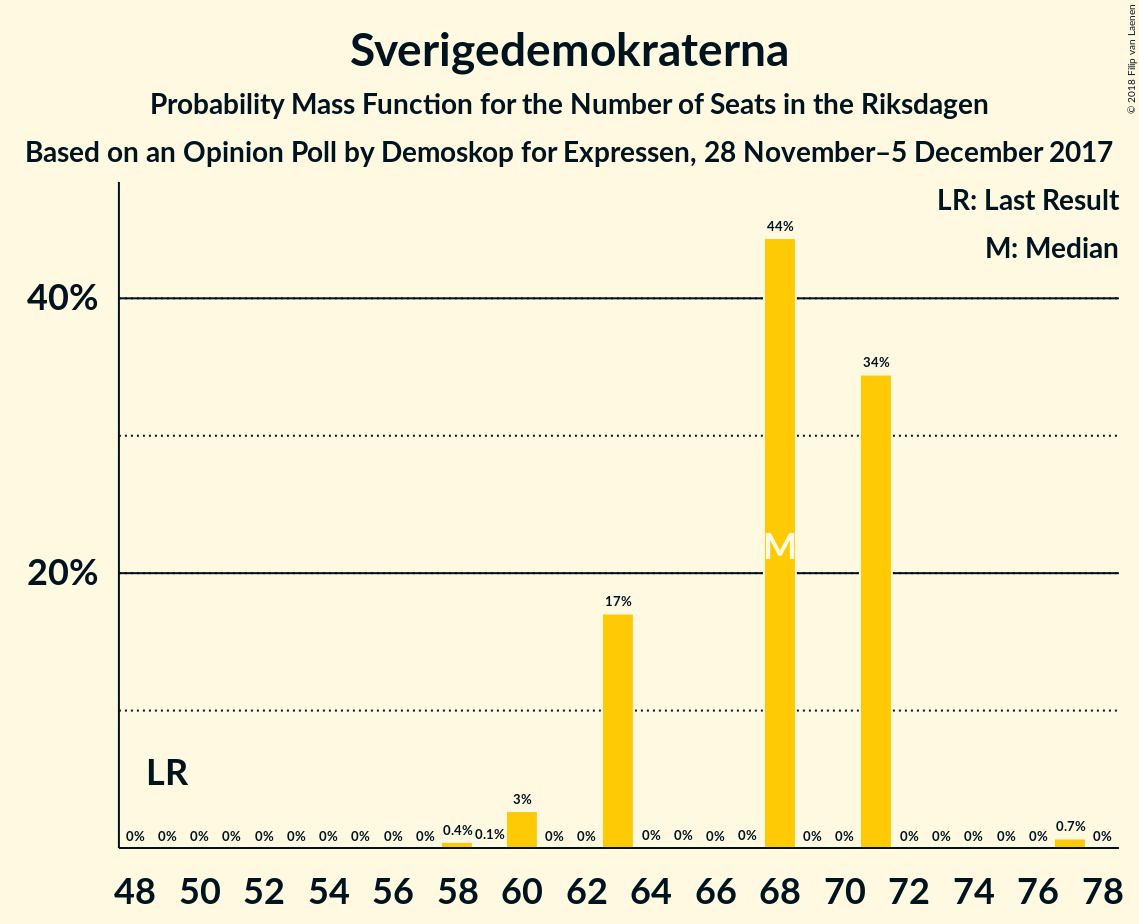 Sverigedemokraterna
Probability Mass Function for the Number of Seats in the Riksdagen
Based on an Opinion Poll by Demoskop for Expressen, 28 November–5 December 2017
© 2018 Filip van Laenen
LR: Last Result
M: Median
40%
20%
44%
34%
17%
M
LR
0% 0% 0% 0% 0% 0% 0% 0% 0% 0% 0.4% 0.1% 3% 0% 0% 0% 0% 0% 0% 0% 0% 0% 0% 0% 0% 0% 0.7% 0%
48 50 52 54 56 58 60 62 64 66 68 70 72 74 76 78